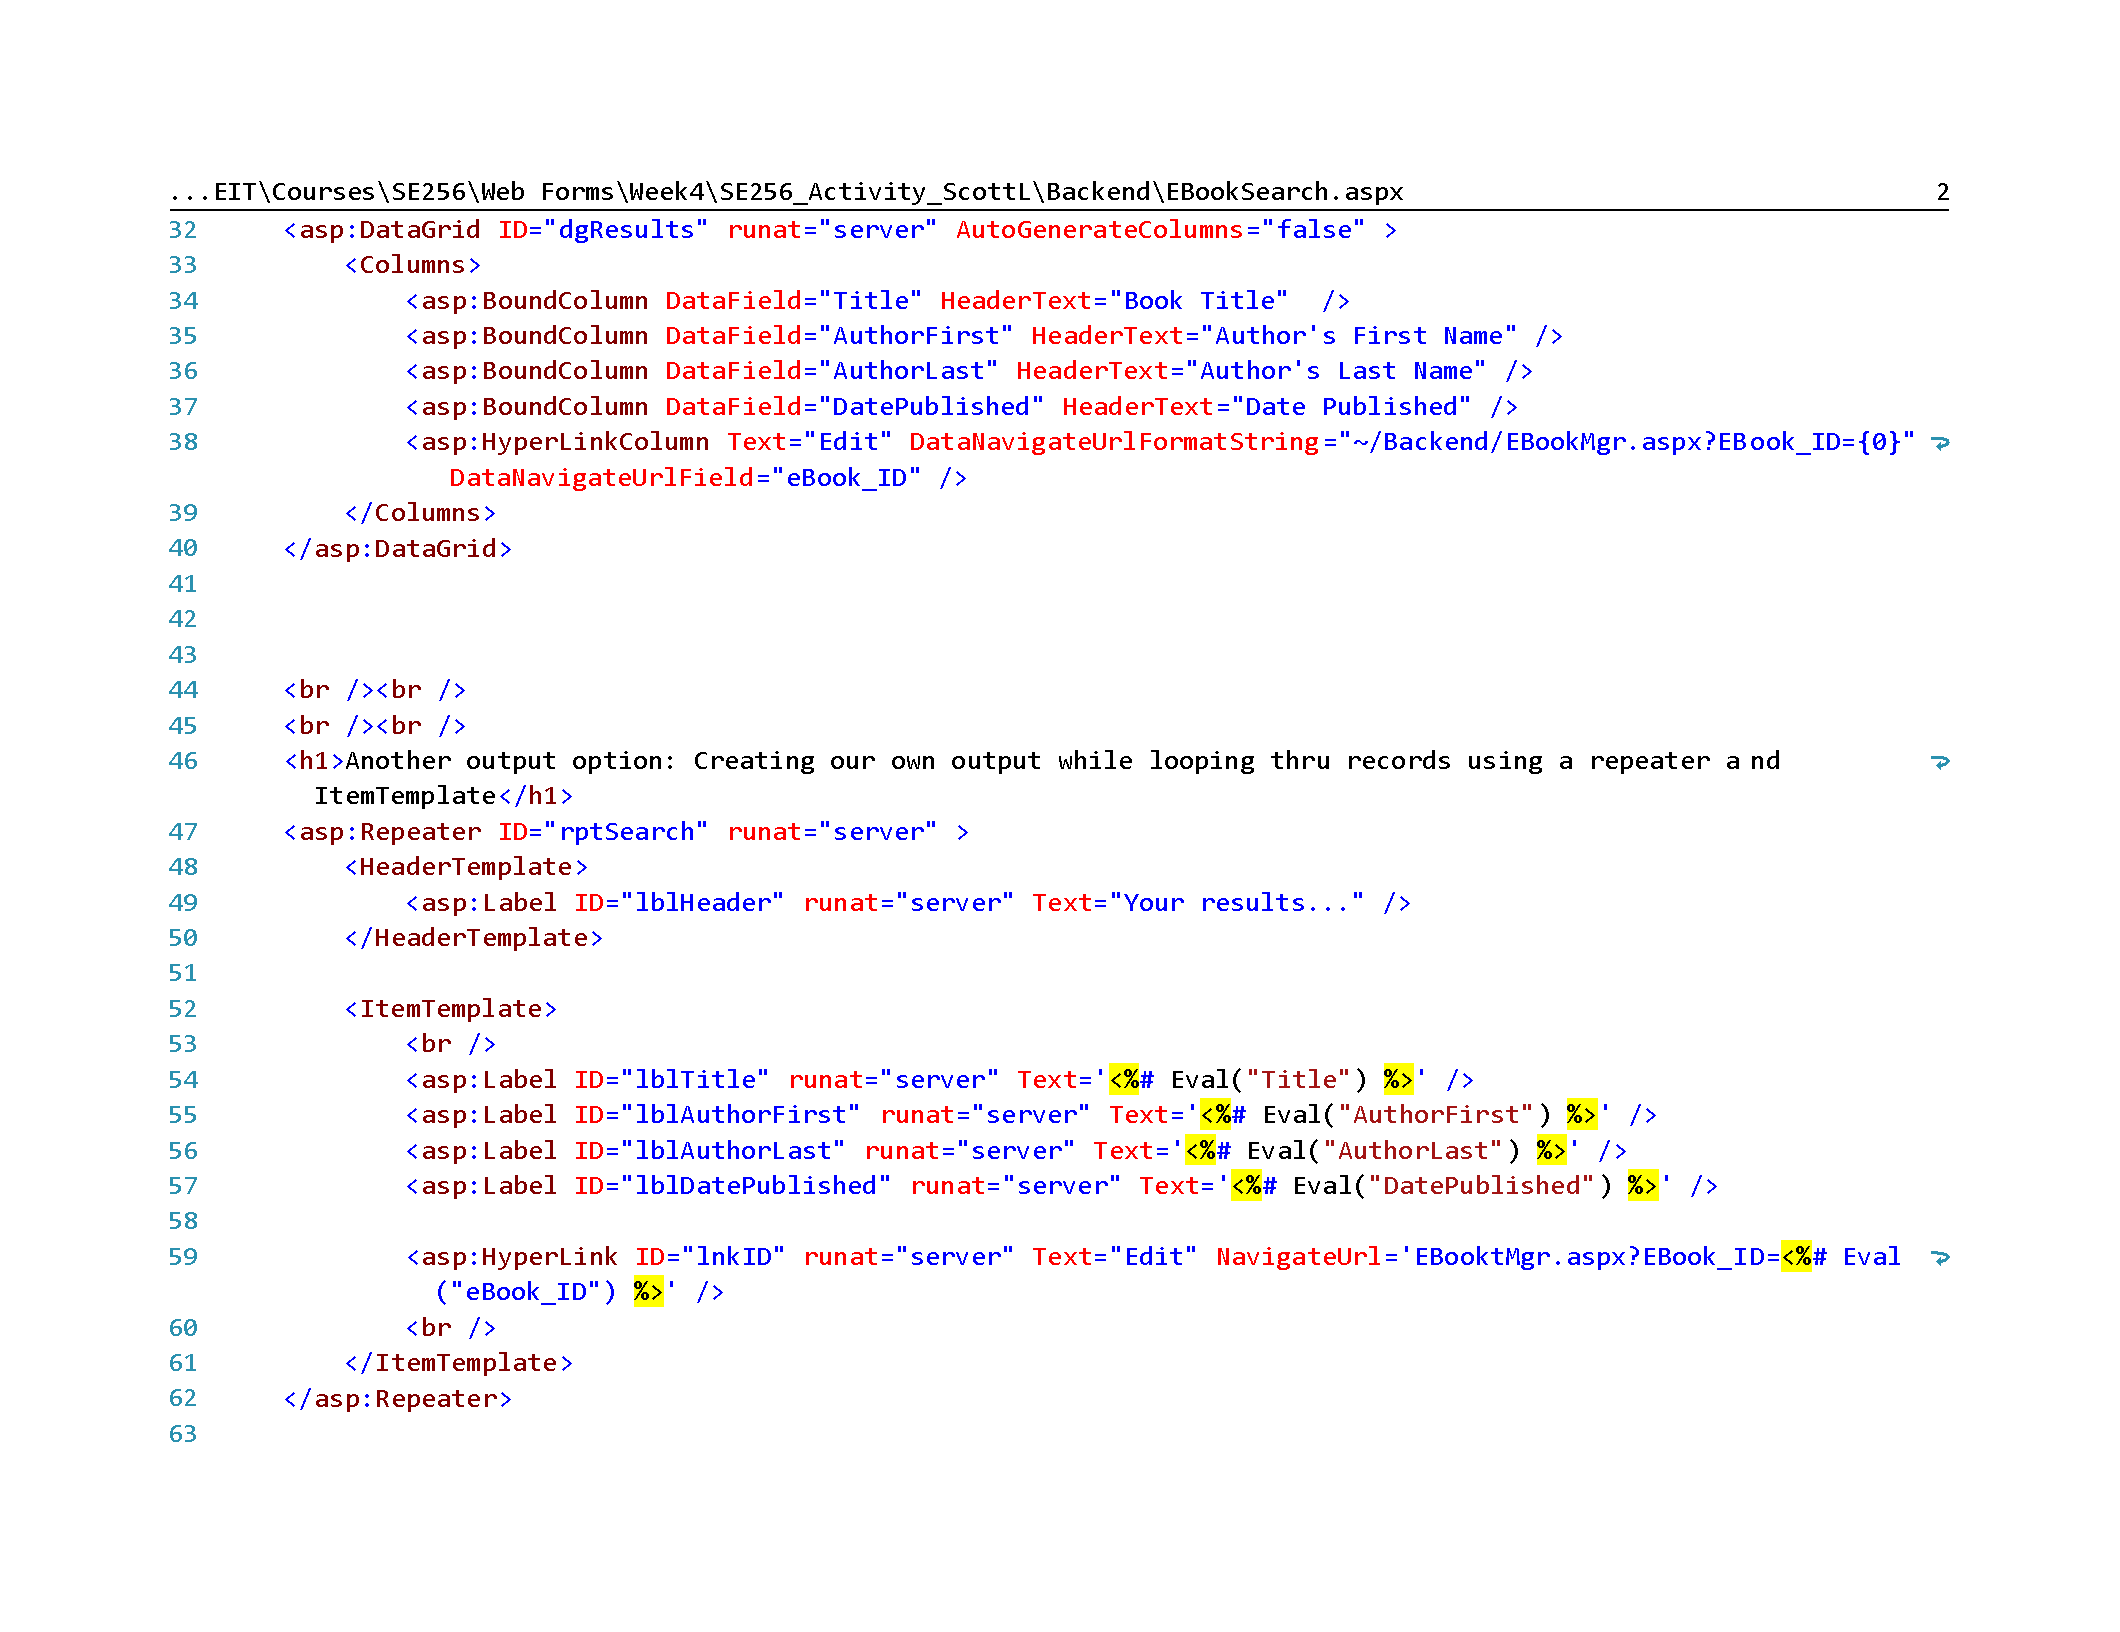 ...EIT\Courses\SE256\Web Forms\Week4\SE256_Activity_ScottL\Backend\EBookSearch.aspx 2
32 <asp:DataGrid ID="dgResults" runat="server" AutoGenerateColumns="false" >
33 <Columns>
34 <asp:BoundColumn DataField="Title" HeaderText="Book Title"  />
35 <asp:BoundColumn DataField="AuthorFirst" HeaderText="Author's First Name" />
36 <asp:BoundColumn DataField="AuthorLast" HeaderText="Author's Last Name" />
37 <asp:BoundColumn DataField="DatePublished" HeaderText="Date Published" />
38 <asp:HyperLinkColumn Text="Edit" DataNavigateUrlFormatString="~/Backend/EBookMgr.aspx?EBook_ID={0}"
DataNavigateUrlField="eBook_ID" />
39 </Columns>
40 </asp:DataGrid>
41
42
43
44 <br /><br />
45 <br /><br />
46 <h1>Another output option: Creating our own output while looping thru records using a repeater and
ItemTemplate</h1>
47 <asp:Repeater ID="rptSearch" runat="server" >
48 <HeaderTemplate>
49 <asp:Label ID="lblHeader" runat="server" Text="Your results..." />
50 </HeaderTemplate>
51
52 <ItemTemplate>
53 <br />
54 <asp:Label ID="lblTitle" runat="server" Text='<%# Eval("Title") %>' />
55 <asp:Label ID="lblAuthorFirst" runat="server" Text='<%# Eval("AuthorFirst") %>' />
56 <asp:Label ID="lblAuthorLast" runat="server" Text='<%# Eval("AuthorLast") %>' />
57 <asp:Label ID="lblDatePublished" runat="server" Text='<%# Eval("DatePublished") %>' />
58
59 <asp:HyperLink ID="lnkID" runat="server" Text="Edit" NavigateUrl='EBooktMgr.aspx?EBook_ID=<%# Eval
("eBook_ID") %>' />
60 <br />
61 </ItemTemplate>
62 </asp:Repeater>
63